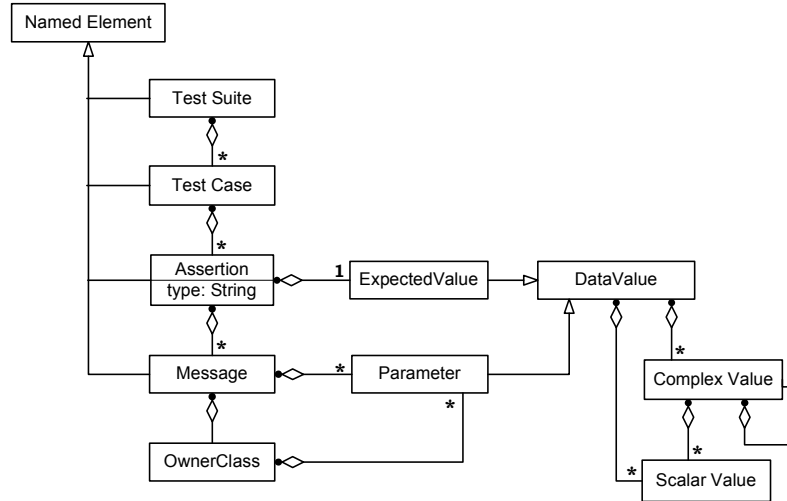 Named Element
Test Suite
*
Test Case
*
Assertion
type: String
1
ExpectedValue
DataValue
*
Message
*
Parameter
*
Complex Value
*
OwnerClass
*
*
Scalar Value